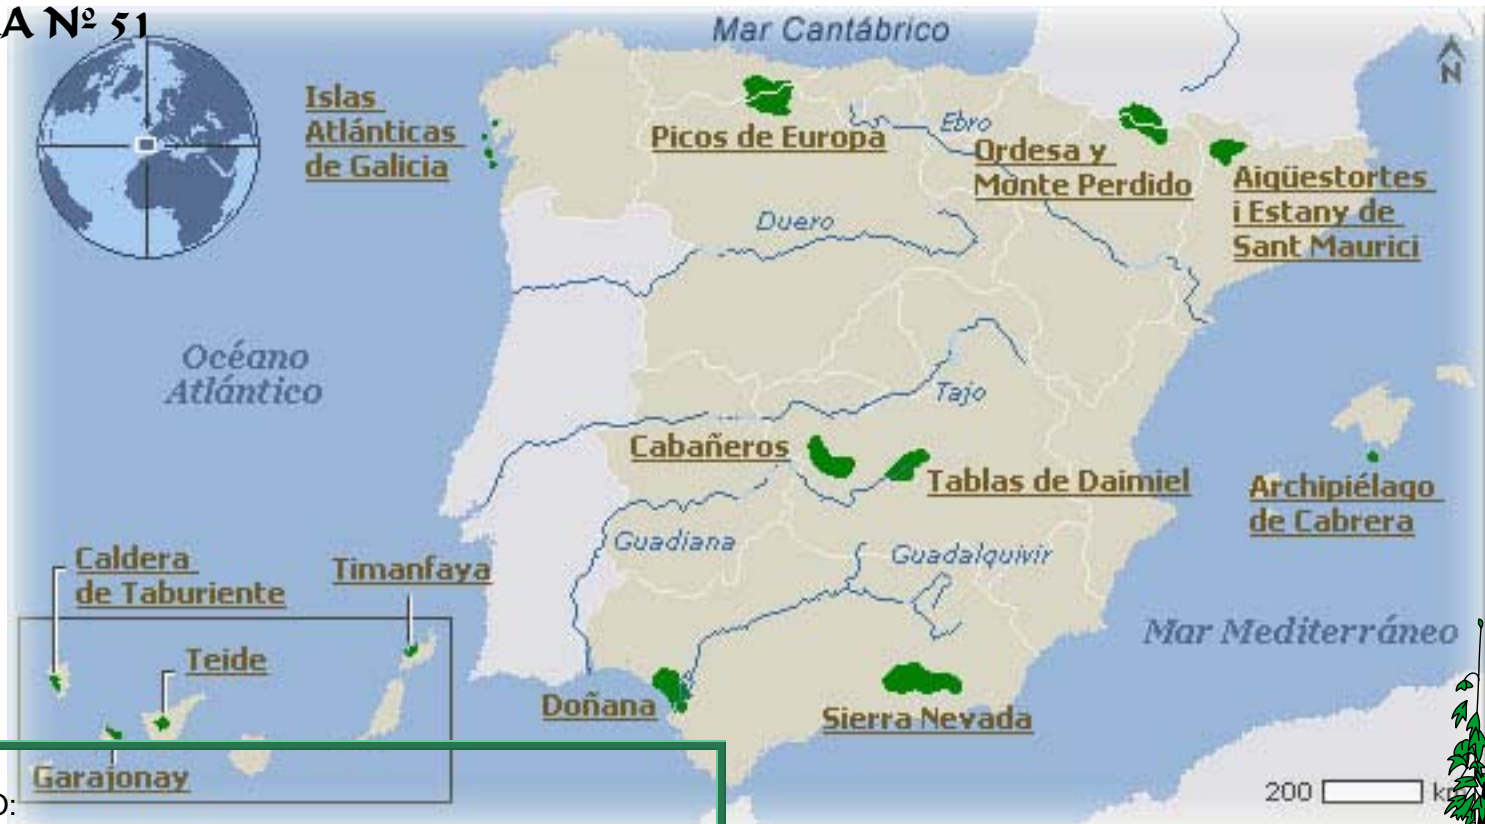 A Nº 51
Mar Cantábrico
N
Islas
Atlánticas
de Galicia
Picos de Europa
Ebro
Ordesa y
Monte Perdido
Aigüestortes
i Estany de
Sant Maurici
Duero
Océano
Atlántico
Tajo
Cabañeros
Tablas de Daimiel
Archipiélago
de Cabrera
Guadiana
Guadalquivir
Caldera
de Taburiente
Timanfaya
Mar Mediterráneo
Teide
Doñana
Sierra Nevada
Garajonay
200 km
O: